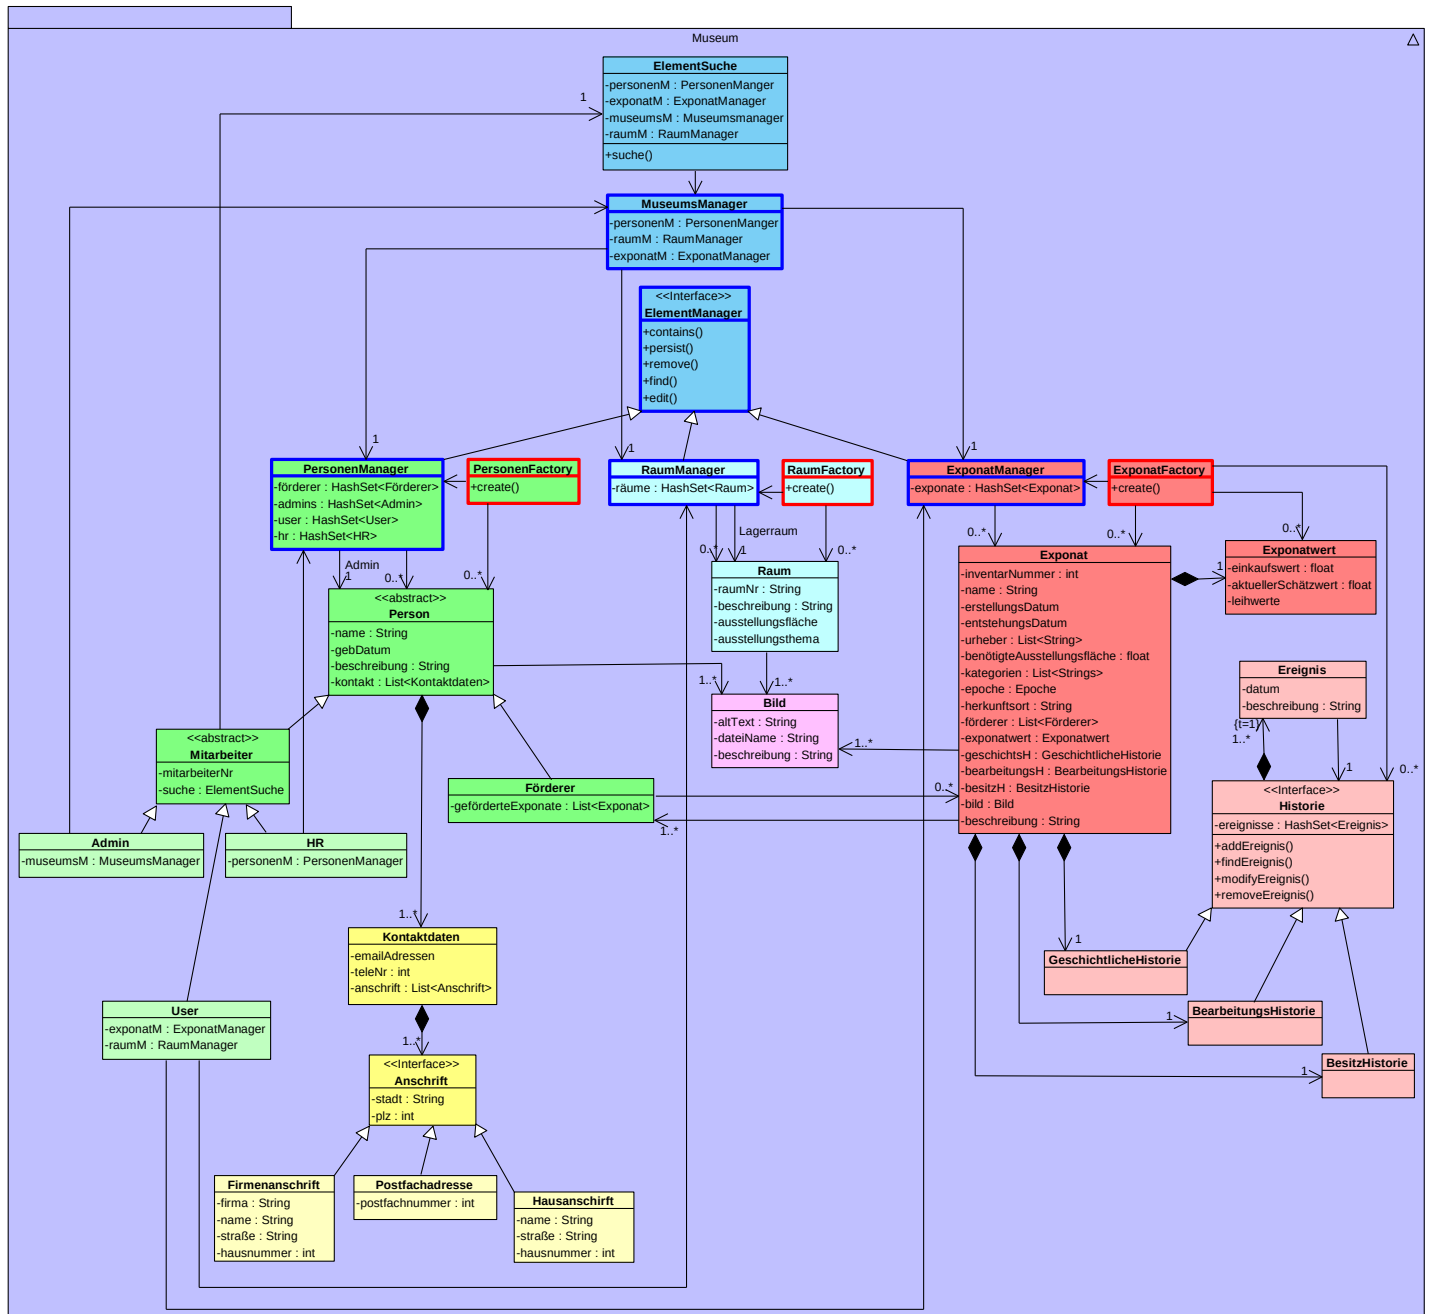 Museum
ElementSuche
-personenM : PersonenManger
-exponatM : ExponatManager
-museumsM : Museumsmanager
-raumM : RaumManager
+suche()
1
MuseumsManager
-personenM : PersonenManger
-raumM : RaumManager
-exponatM : ExponatManager
<<Interface>>
ElementManager
+contains()
+persist()
+remove()
+find()
+edit()
1
1
1
PersonenManager
-förderer : HashSet<Förderer>
-admins : HashSet<Admin>
-user : HashSet<User>
-hr : HashSet<HR>
PersonenFactory
+create()
RaumManager
-räume : HashSet<Raum>
RaumFactory
+create()
ExponatManager
-exponate : HashSet<Exponat>
ExponatFactory
+create()
Admin
1
0..*
0..*
Lagerraum
0..*
1
0..*
0..*
0..*
0..*
<<abstract>>
Person
-name : String
-gebDatum
-beschreibung : String
-kontakt : List<Kontaktdaten>
Raum
-raumNr : String
-beschreibung : String
-ausstellungsfläche
-ausstellungsthema
Exponat
-inventarNummer : int
-name : String
-erstellungsDatum
-entstehungsDatum
-urheber : List<String>
-benötigteAusstellungsfläche : float
-kategorien : List<Strings>
-epoche : Epoche
-herkunftsort : String
-förderer : List<Förderer>
-exponatwert : Exponatwert
-geschichtsH : GeschichtlicheHistorie
-bearbeitungsH : BearbeitungsHistorie
-besitzH : BesitzHistorie
-bild : Bild
-beschreibung : String
1
Exponatwert
-einkaufswert : float
-aktuellerSchätzwert : float
-leihwerte
1..*
1..*
Bild
-altText : String
-dateiName : String
-beschreibung : String
1..*
Ereignis
-datum
-beschreibung : String
{t=1}
1..*
1
0..*
<<abstract>>
Mitarbeiter
-mitarbeiterNr
-suche : ElementSuche
Förderer
-geförderteExponate : List<Exponat>
0..*
1..*
<<Interface>>
Historie
-ereignisse : HashSet<Ereignis>
+addEreignis()
+findEreignis()
+modifyEreignis()
+removeEreignis()
Admin
-museumsM : MuseumsManager
HR
-personenM : PersonenManager
1..*
Kontaktdaten
-emailAdressen
-teleNr : int
-anschrift : List<Anschrift>
1
GeschichtlicheHistorie
User
-exponatM : ExponatManager
-raumM : RaumManager
1
BearbeitungsHistorie
1..*
<<Interface>>
Anschrift
-stadt : String
-plz : int
1
BesitzHistorie
Firmenanschrift
-firma : String
-name : String
-straße : String
-hausnummer : int
Postfachadresse
-postfachnummer : int
Hausanschirft
-name : String
-straße : String
-hausnummer : int